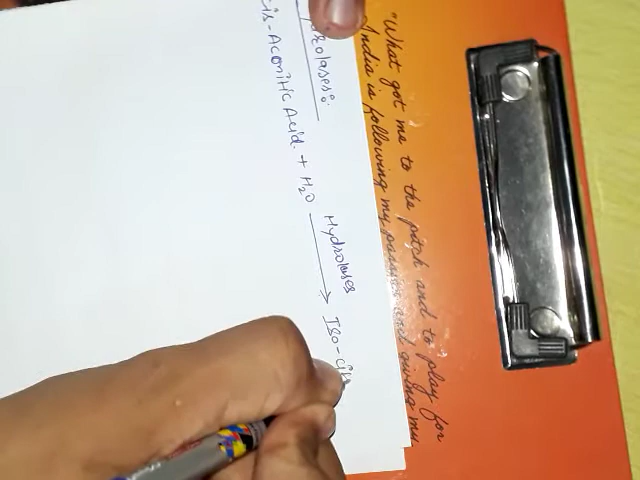 "What got me to the pitch and to play for
India is following my passion and giving my
Hydrolases:
Cis-Aconitic Acid + H₂O ⟶ Iso-cit
Hydrolases